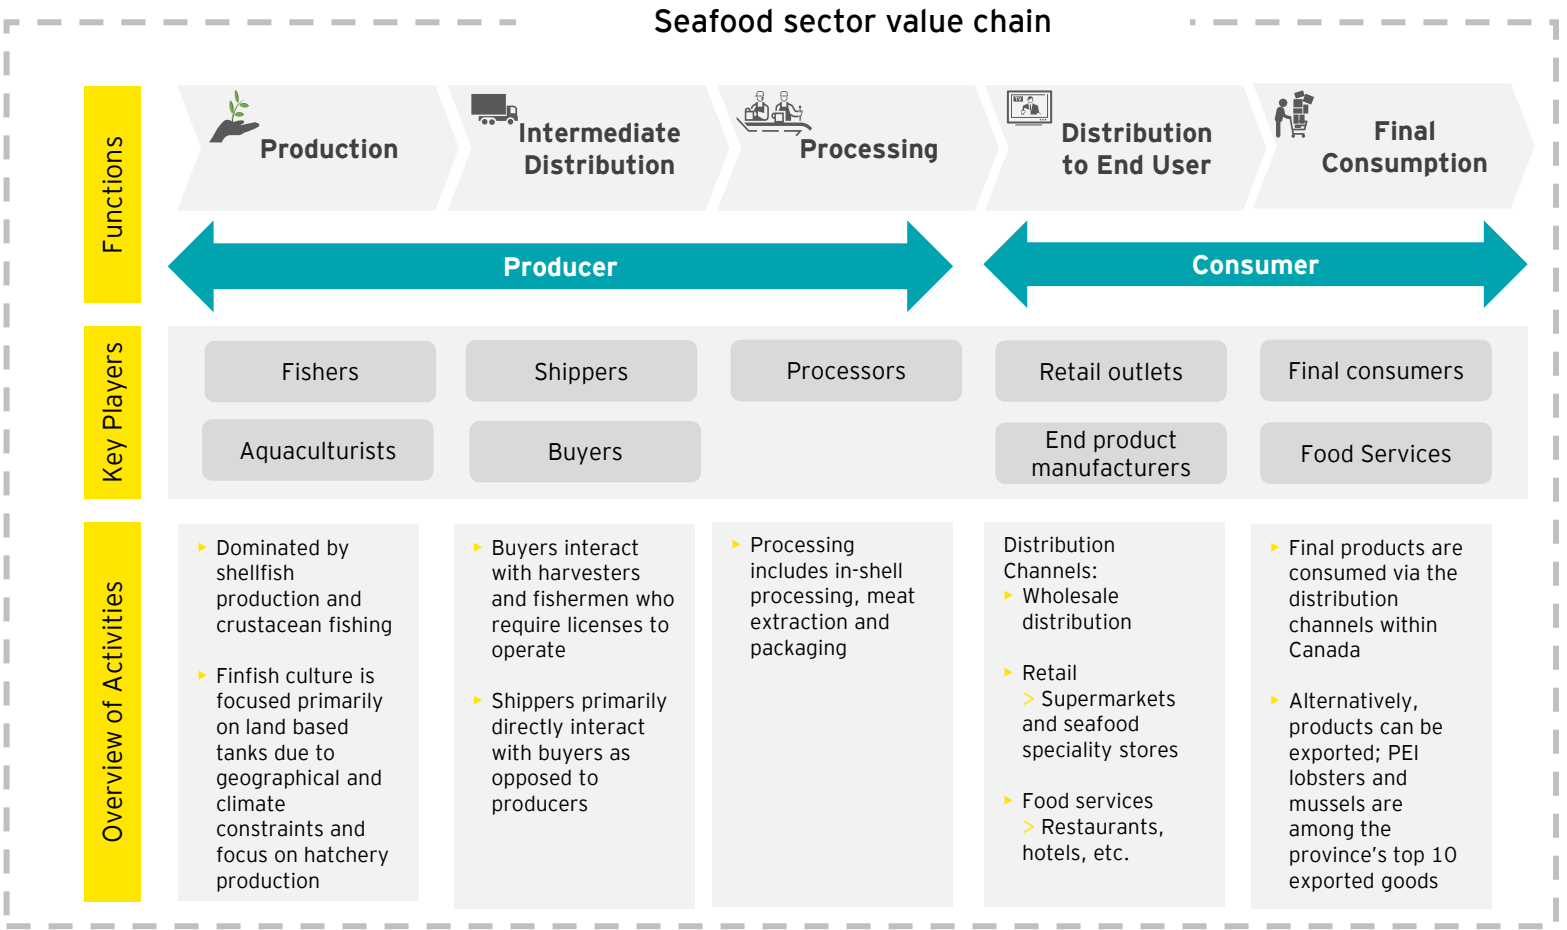 Seafood sector value chain
Functions
Production
Intermediate
Distribution
Processing
TV
Distribution
to End User
Final
Consumption
Producer
Consumer
Key Players
Fishers
Shippers
Processors
Retail outlets
Final consumers
Aquaculturists
Buyers
End product
manufacturers
Food Services
Overview of Activities
▸ Dominated by
shellfish
production and
crustacean fishing
▸ Finfish culture is
focused primarily
on land based
tanks due to
geographical and
climate
constraints and
focus on hatchery
production
▸ Buyers interact
with harvesters
and fishermen who
require licenses to
operate
▸ Shippers primarily
directly interact
with buyers as
opposed to
producers
▸ Processing
includes in-shell
processing, meat
extraction and
packaging
Distribution
Channels:
▸ Wholesale
distribution
▸ Retail
> Supermarkets
and seafood
speciality stores
▸ Food services
> Restaurants,
hotels, etc.
▸ Final products are
consumed via the
distribution
channels within
Canada
▸ Alternatively,
products can be
exported; PEI
lobsters and
mussels are
among the
province's top 10
exported goods